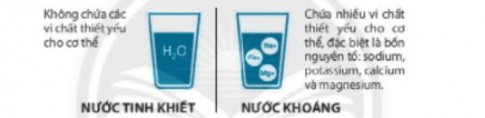 Không chứa các
vi chất thiết yếu
cho cơ thể
H₂C
NƯỚC TINH KHIẾT
Chứa nhiều vi chất
thiết yếu cho cơ
thể, đặc biệt là bốn
nguyên tố: sodium,
potassium, calcium
và magnesium.
NƯỚC KHOÁNG